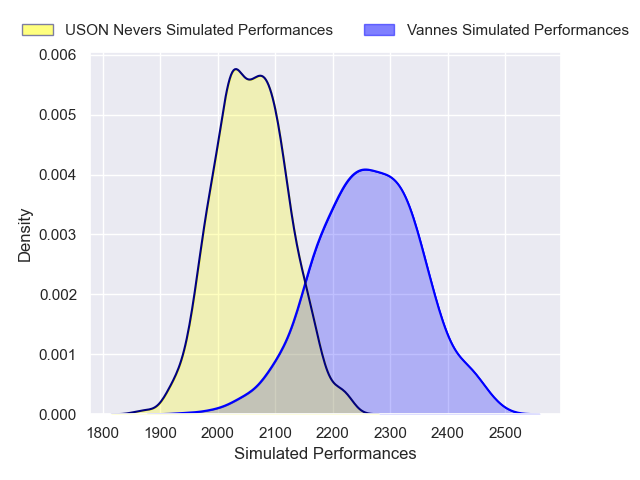 USON Nevers Simulated Performances
Vannes Simulated Performances
0.006
0.005
0.004
0.003
0.002
0.001
0.000
Density
1800 1900 2000 2100 2200 2300 2400 2500
Simulated Performances